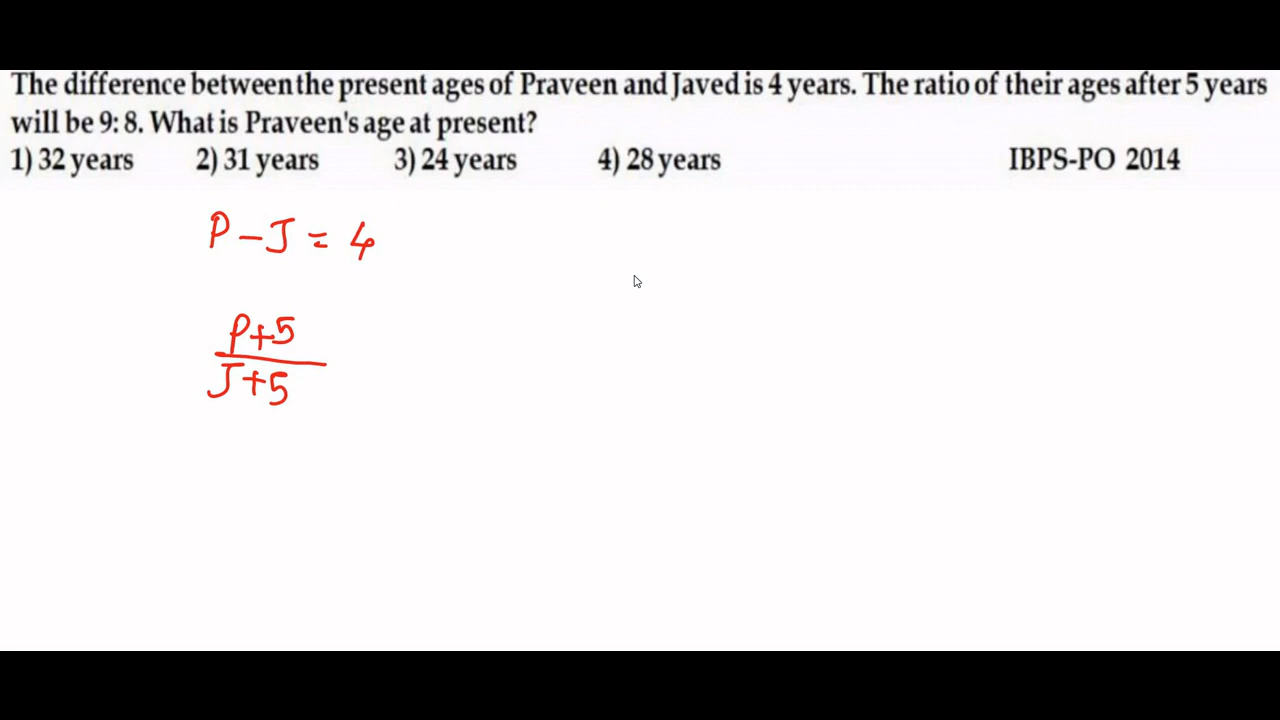 The difference between the present ages of Praveen and Javed is 4 years. The ratio of their ages after 5 years
will be 9: 8. What is Praveen's age at present?
1) 32 years 2) 31 years 3) 24 years 4) 28 years IBPS-PO 2014
P - J = 4
P+5
J+5